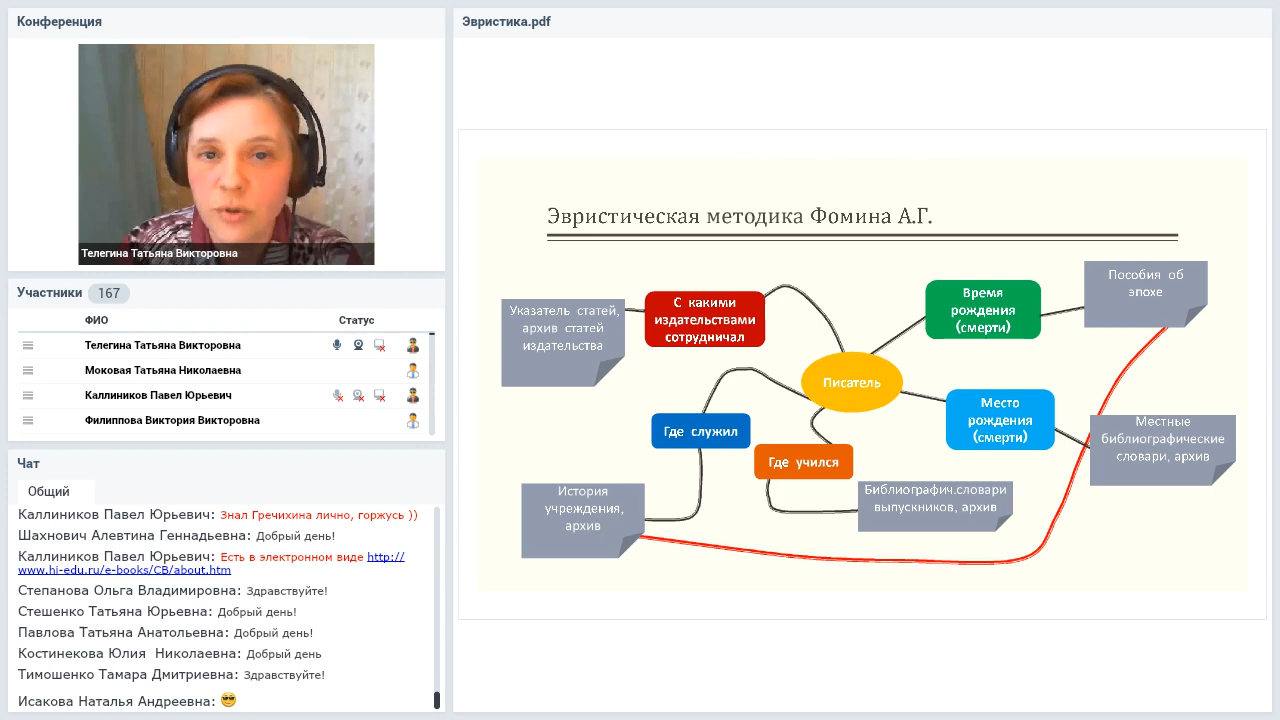 Конференция
Телегина Татьяна Викторовна
Участники 167
ФИО Статус
Телегина Татьяна Викторовна
Моковая Татьяна Николаевна
Каллиников Павел Юрьевич
Филиппова Виктория Викторовна
Чат
Общий
Каллиников Павел Юрьевич: Знал Гречихина лично, горжусь ))
Шахнович Алевтина Геннадьевна: Добрый день!
Каллиников Павел Юрьевич: Есть в электронном виде http://
www.hi-edu.ru/e-books/CB/about.htm
Степанова Ольга Владимировна: Здравствуйте!
Стешенко Татьяна Юрьевна: Добрый день!
Павлова Татьяна Анатольевна: Добрый день!
Костинекова Юлия Николаевна: Добрый день
Тимошенко Тамара Дмитриевна: Здравствуйте!
Исакова Наталья Андреевна: 😎
Эвристика.pdf
Эвристическая методика Фомина А.Г.
Указатель статей,
архив статей
издательства
С какими
издательствами
сотрудничал
Время
рождения
(смерти)
Пособия об
эпохе
Писатель
Место
рождения
(смерти)
Местные
библиографические
словари, архив
Где служил
Где учился
История
учреждения,
архив
Библиографич.словари
выпускников, архив